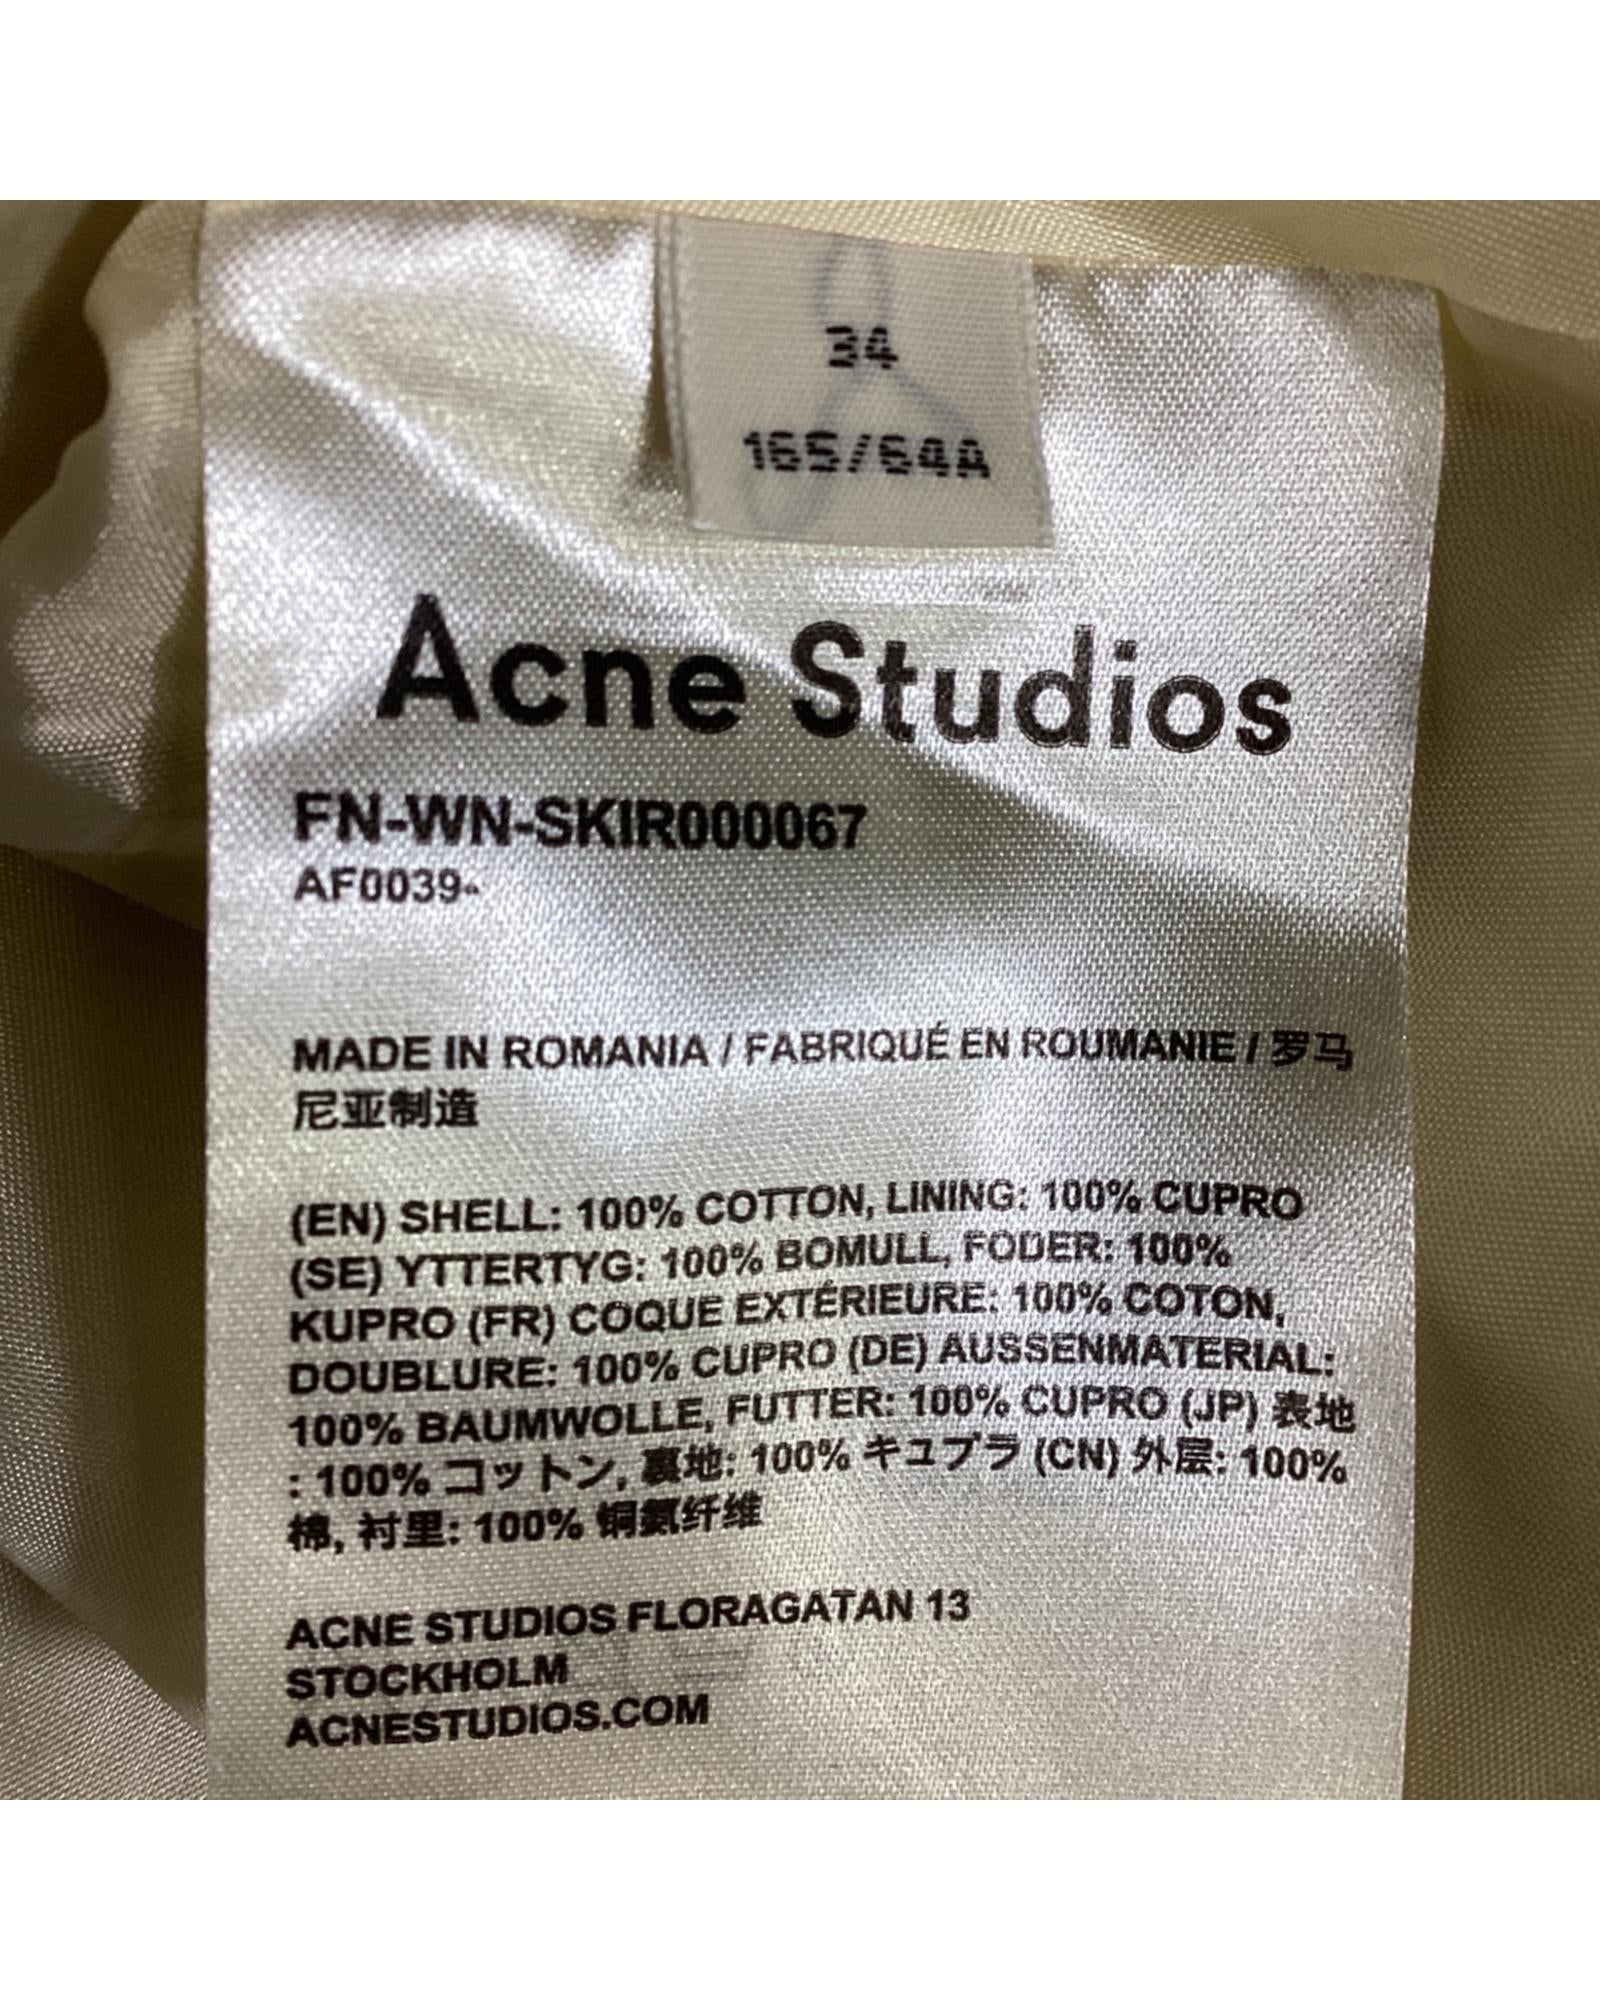 34
165/64A
Acne Studios
FN-WN-SKIR000067
AF0039-
MADE IN ROMANIA / FABRIQUÉ EN ROUMANIE / 罗马
尼亚制造
(EN) SHELL: 100% COTTON, LINING: 100% CUPRO
(SE) YTTERTYG: 100% BOMULL, FODER: 100%
KUPRO (FR) COQUE EXTÉRIEURE: 100% COTON,
DOUBLURE: 100% CUPRO (DE) AUSSENMATERIAL:
100% BAUMWOLLE, FUTTER: 100% CUPRO (JP) 表地
: 100% コットン, 裏地: 100% キュプラ (CN) 外层: 100%
棉, 衬里: 100% 铜氨纤维
ACNE STUDIOS FLORAGATAN 13
STOCKHOLM
ACNESTUDIOS.COM